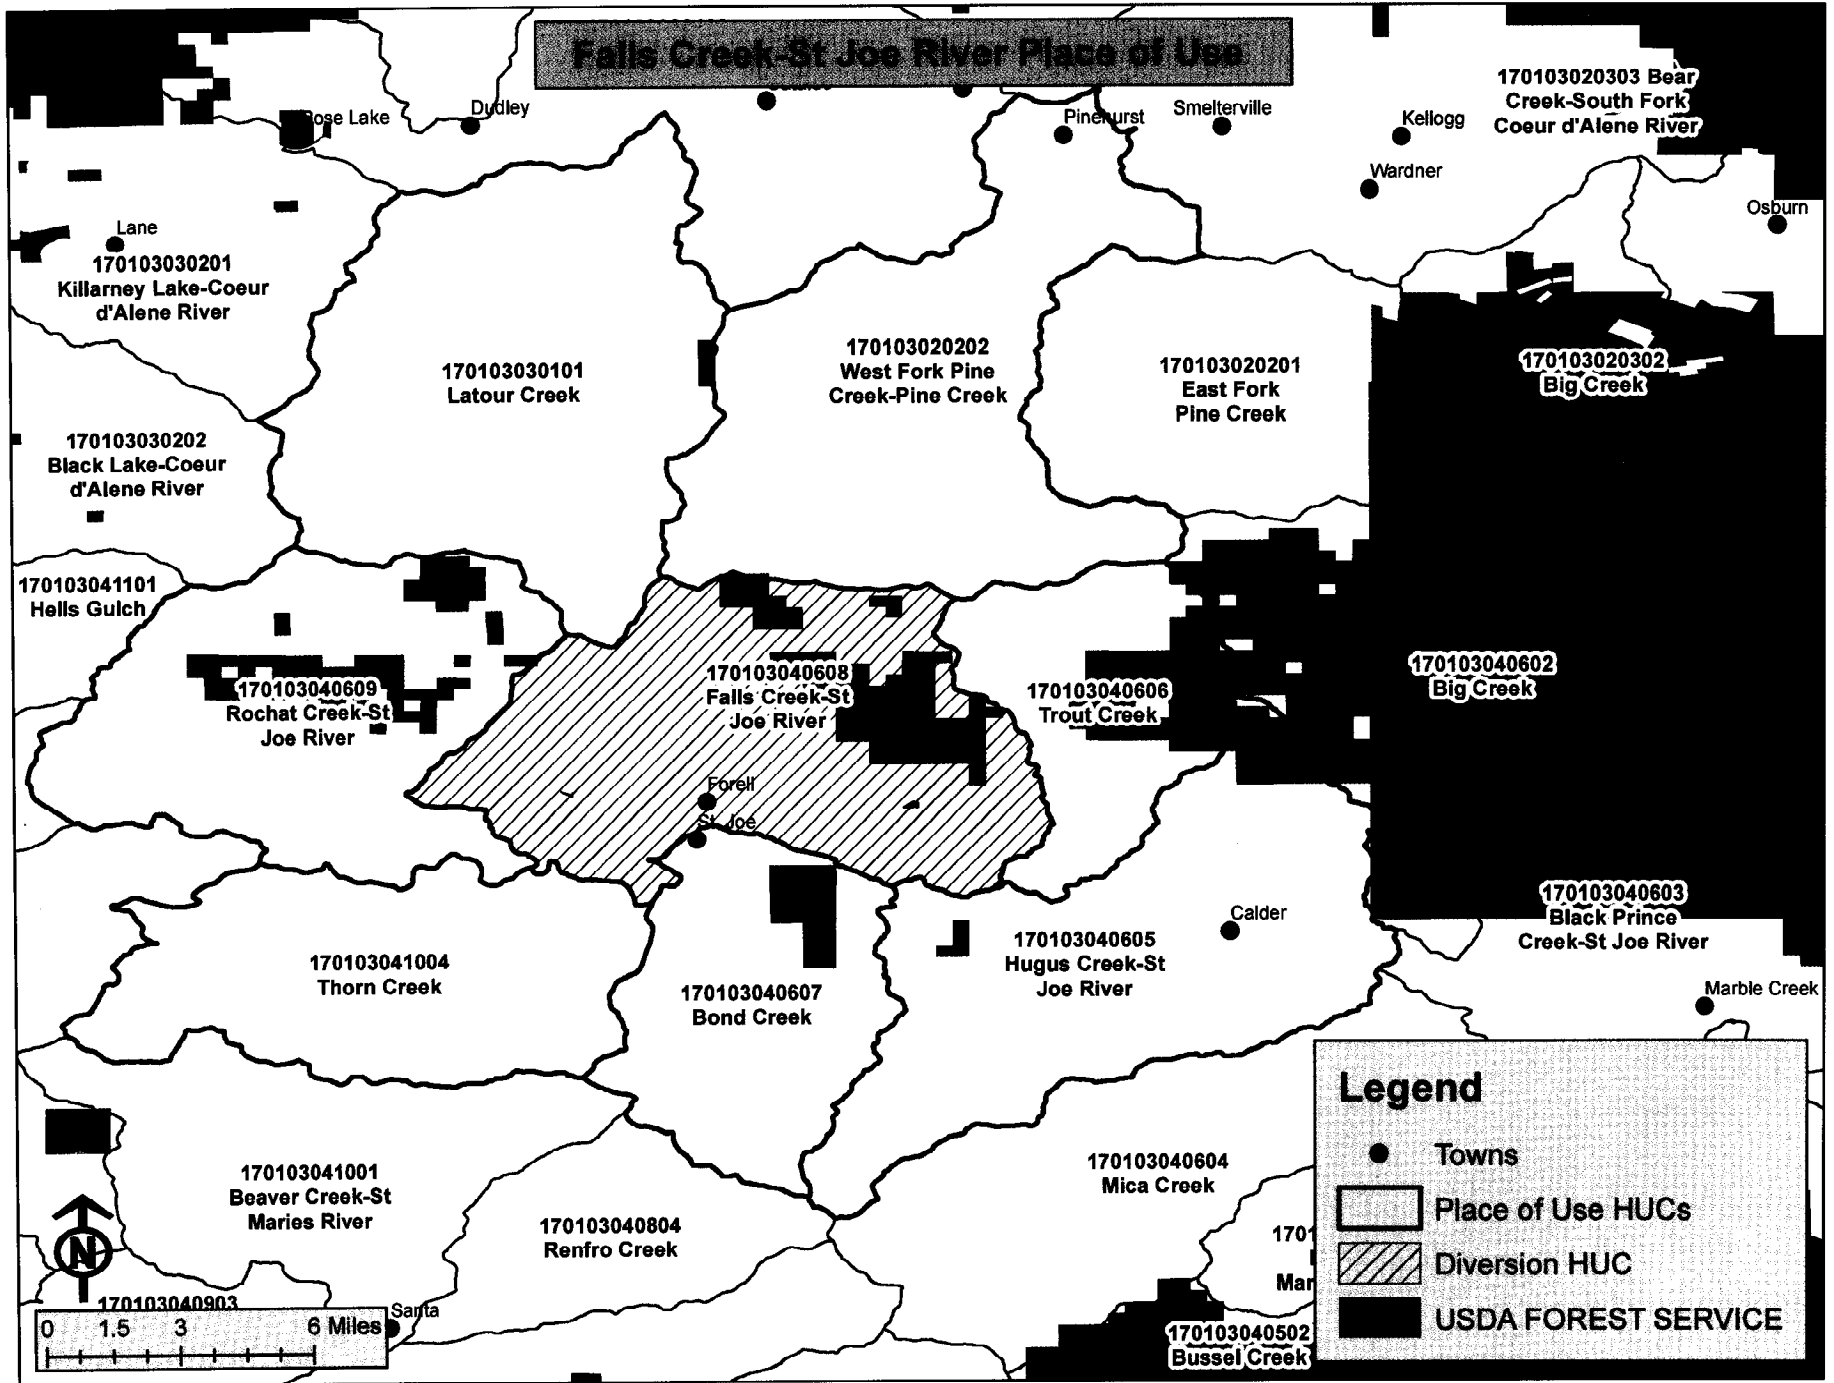 Falls Creek-St Joe River Place of Use
170103020303 Bear
Creek-South Fork
Coeur d'Alene River
Rose Lake
Dudley
Pinehurst
Smelterville
Kellogg
Wardner
Osburn
Lane
170103030201
Killarney Lake-Coeur
d'Alene River
170103030101
Latour Creek
170103020202
West Fork Pine
Creek-Pine Creek
170103020201
East Fork
Pine Creek
170103020302
Big Creek
170103030202
Black Lake-Coeur
d'Alene River
170103041101
Hells Gulch
170103040609
Rochat Creek-St
Joe River
170103040608
Falls Creek-St
Joe River
170103040606
Trout Creek
170103040602
Big Creek
Forell
St. Joe
170103040603
Black Prince
Creek-St Joe River
Calder
170103041004
Thorn Creek
170103040607
Bond Creek
170103040605
Hugus Creek-St
Joe River
Marble Creek
170103041001
Beaver Creek-St
Maries River
170103040804
Renfro Creek
170103040604
Mica Creek
1701
Mar
170103040502
Bussel Creek
N
170103040903
Santa
0 1.5 3 6 Miles
Legend
Towns
Place of Use HUCs
Diversion HUC
USDA FOREST SERVICE